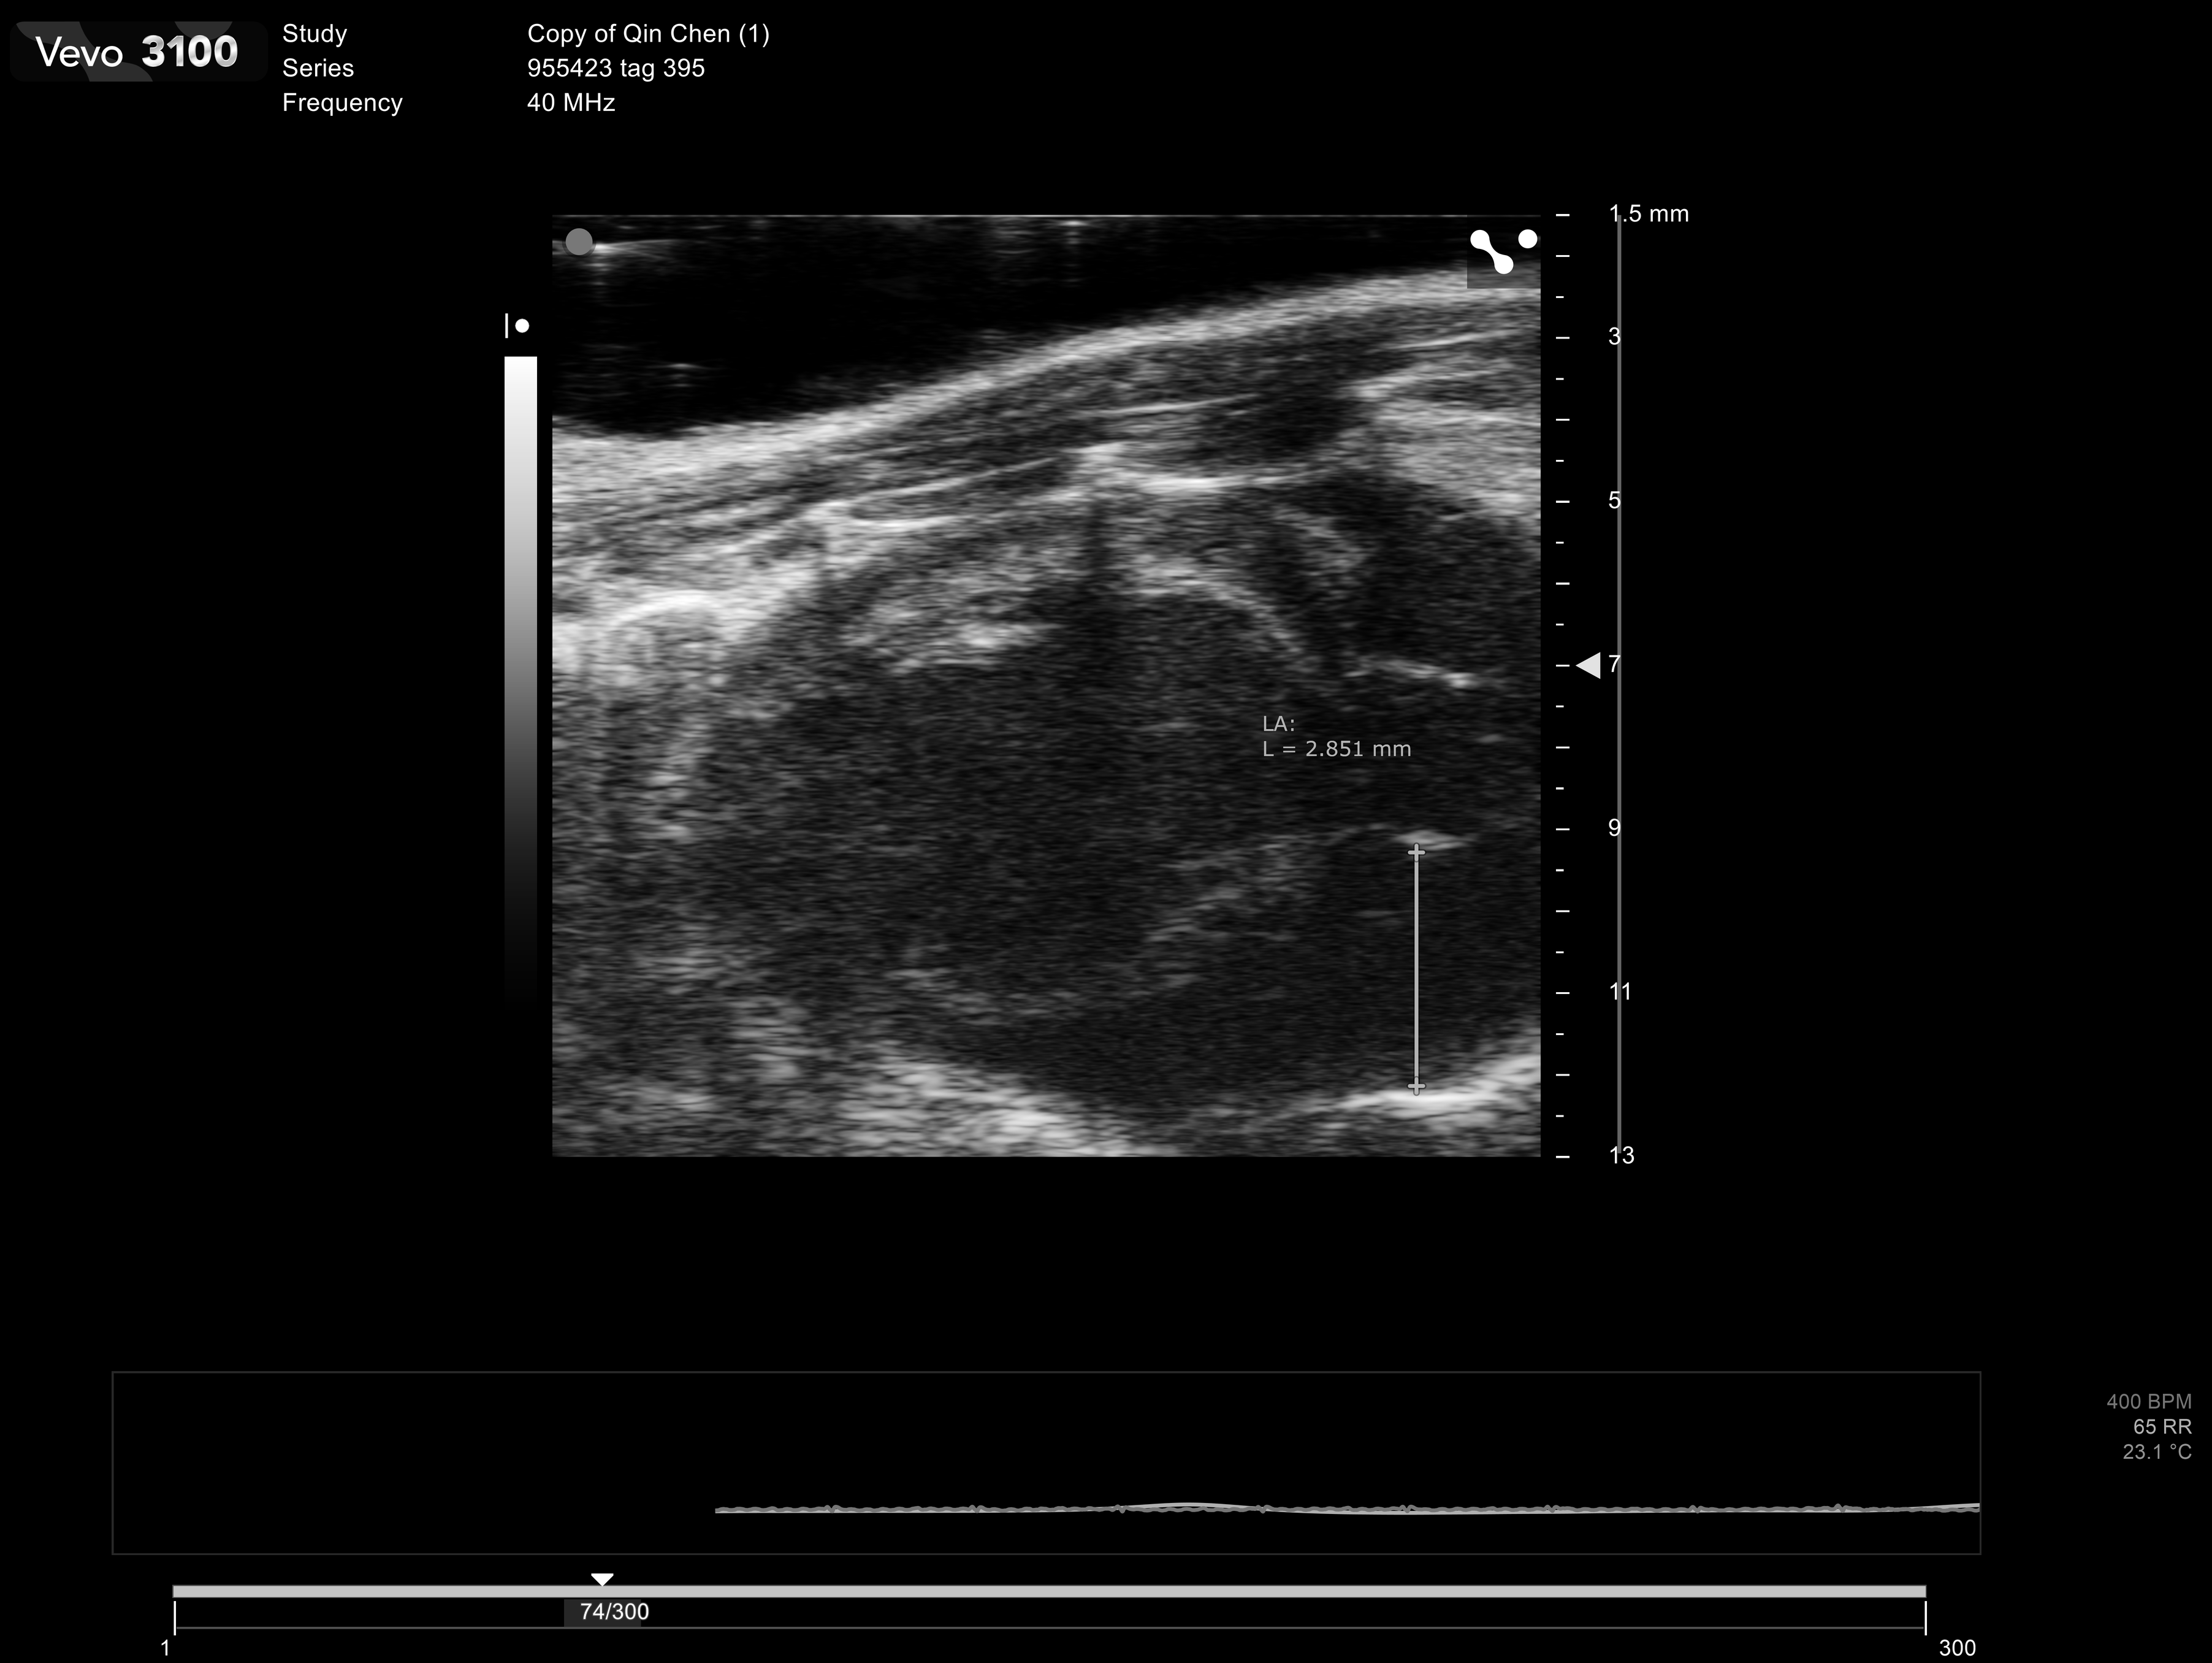 Vevo 3100
Study Copy of Qin Chen (1)
Series 955423 tag 395
Frequency 40 MHz
1.5 mm
3
5
7
LA:
L = 2.851 mm
9
11
13
400 BPM
65 RR
23.1 °C
74/300
1 300